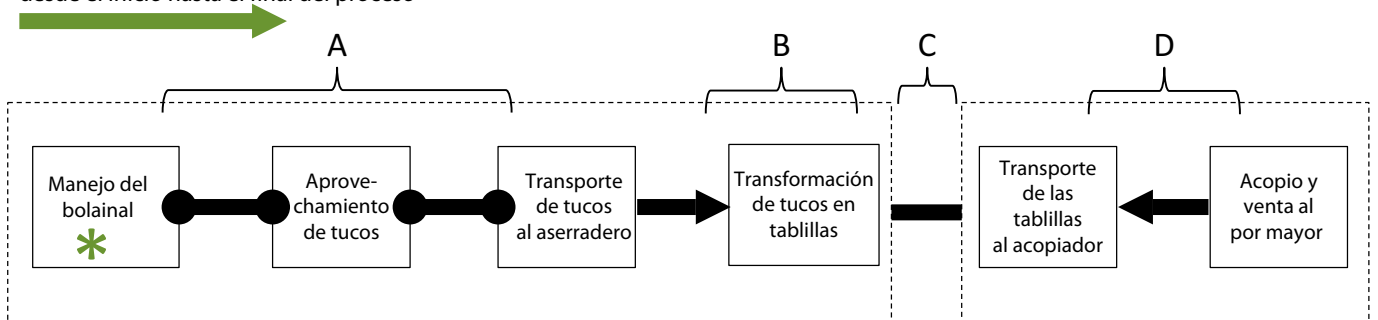 desde el inicio hasta el final del proceso
A
B
C
D
Manejo del
bolainal
*
Aprove-
chamiento
de tucos
Transporte
de tucos
al aserradero
Transformación
de tucos en
tablillas
Transporte
de las
tablillas
al acopiador
Acopio y
venta al
por mayor